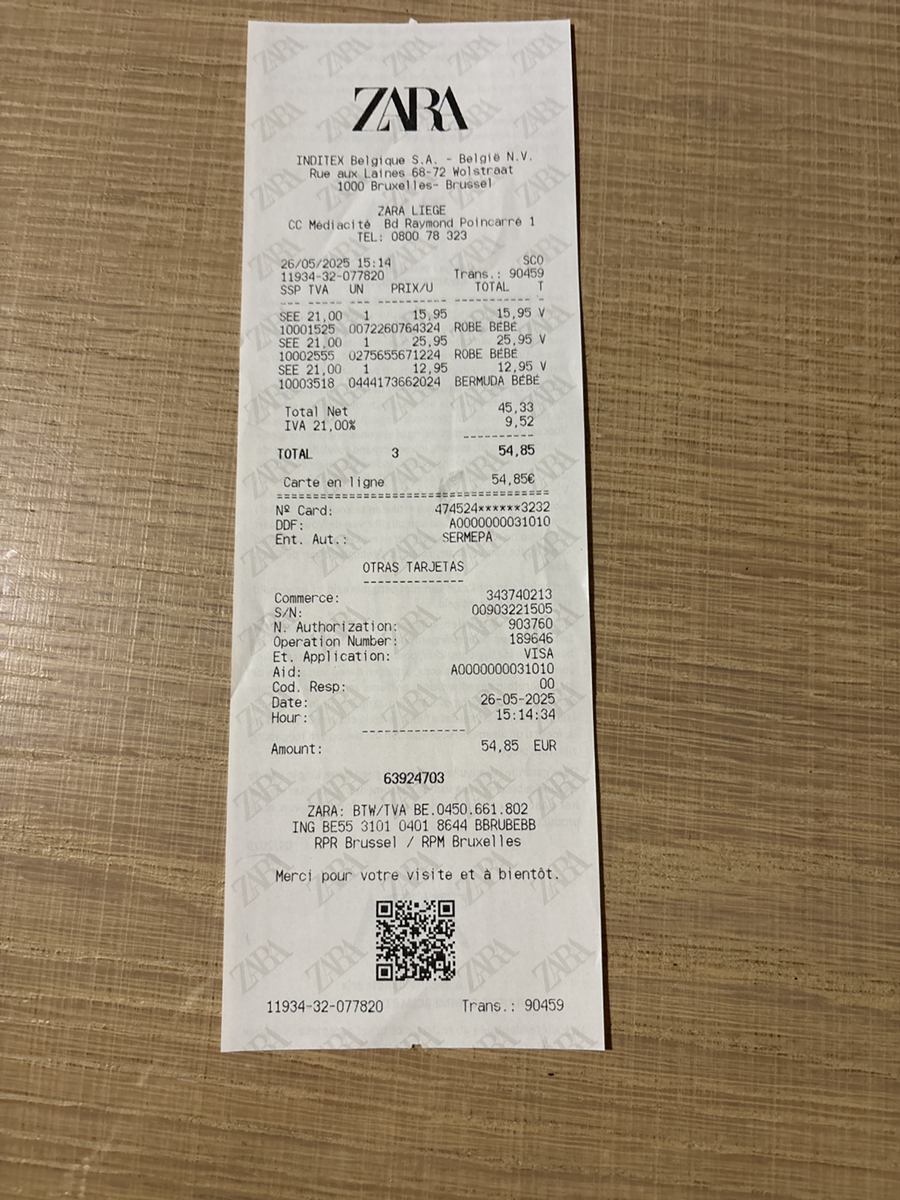 ZARA
INDITEX Belgique S.A. - België N.V.
Rue aux Laines 68-72 Wolstraat
1000 Bruxelles- Brussel
ZARA LIEGE
CC Médiacité Bd Raymond Poincarré 1
TEL: 0800 78 323
26/05/2025 15:14 SCO
11934-32-077820 Trans.: 90459
SSP TVA UN PRIX/U TOTAL T
--- ----- --- ---------- ---------- -
SEE 21,00 1 15,95 15,95 V
10001525 0072260764324 ROBE BÉBÉ
SEE 21,00 1 25,95 25,95 V
10002555 0275655671224 ROBE BÉBÉ
SEE 21,00 1 12,95 12,95 V
10003518 0444173662024 BERMUDA BÉBÉ
Total Net 45,33
IVA 21,00% 9,52
----------
TOTAL 3 54,85
Carte en ligne 54,85€
======================================
Nº Card: 474524******3232
DDF: A0000000031010
Ent. Aut.: SERMEPA
OTRAS TARJETAS
--------------
Commerce: 343740213
S/N: 00903221505
N. Authorization: 903760
Operation Number: 189646
Et. Application: VISA
Aid: A0000000031010
Cod. Resp: 00
Date: 26-05-2025
Hour: 15:14:34
--------------
Amount: 54,85 EUR
63924703
ZARA: BTW/TVA BE.0450.661.802
ING BE55 3101 0401 8644 BBRUBEBB
RPR Brussel / RPM Bruxelles
Merci pour votre visite et à bientôt.
11934-32-077820 Trans.: 90459